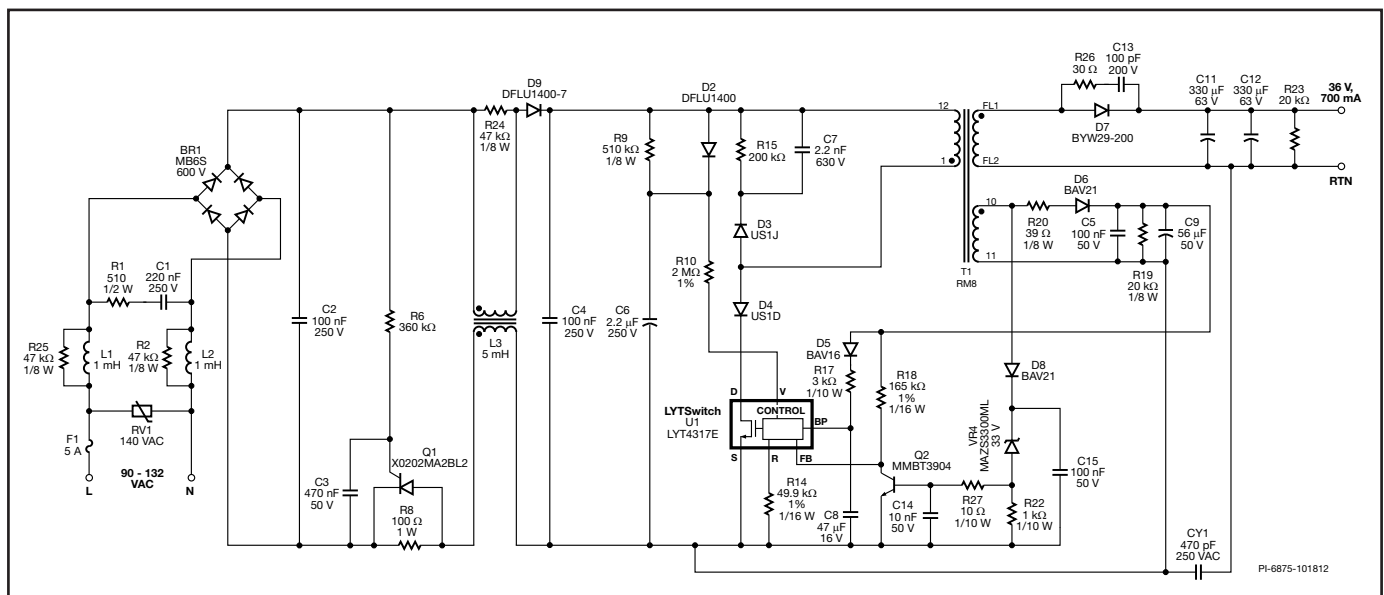 BR1
MB6S
600 V
R1
510
1/2 W
C1
220 nF
250 V
R25
47 kΩ
1/8 W
L1
1 mH
R2
47 kΩ
1/8 W
L2
1 mH
RV1
140 VAC
F1
5 A
90 - 132
VAC
L
N
C2
100 nF
250 V
R6
360 kΩ
C3
470 nF
50 V
Q1
X0202MA2BL2
R8
100 Ω
1 W
R24
47 kΩ
1/8 W
D9
DFLU1400-7
L3
5 mH
C4
100 nF
250 V
R9
510 kΩ
1/8 W
C6
2.2 µF
250 V
D2
DFLU1400
R15
200 kΩ
C7
2.2 nF
630 V
D3
US1J
R10
2 MΩ
1%
D4
US1D
LYTSwitch
U1
LYT4317E
D
V
CONTROL
BP
S
R
FB
R14
49.9 kΩ
1%
1/16 W
D5
BAV16
R17
3 kΩ
1/10 W
C8
47 µF
16 V
R18
165 kΩ
1%
1/16 W
Q2
MMBT3904
C14
10 nF
50 V
R27
10 Ω
1/10 W
D8
BAV21
VR4
MAZS3300ML
33 V
R22
1 kΩ
1/10 W
C15
100 nF
50 V
12
1
FL1
FL2
10
11
T1
RM8
R26
30 Ω
C13
100 pF
200 V
D7
BYW29-200
C11
330 µF
63 V
C12
330 µF
63 V
R23
20 kΩ
36 V,
700 mA
RTN
R20
39 Ω
1/8 W
D6
BAV21
C5
100 nF
50 V
R19
20 kΩ
1/8 W
C9
56 µF
50 V
CY1
470 pF
250 VAC
PI-6875-101812